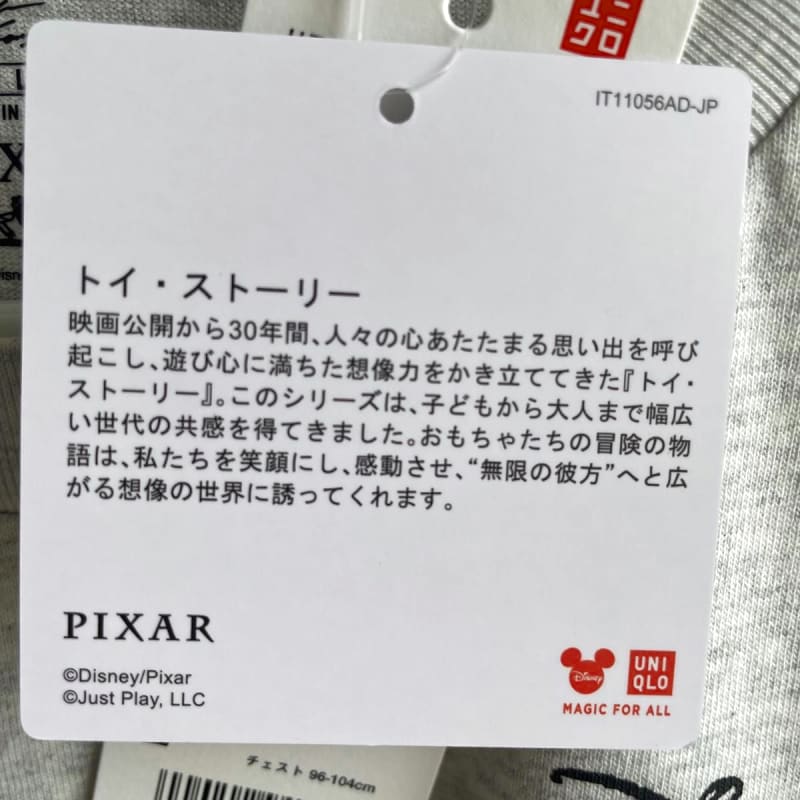 ユニ
クロ
IT11056AD-JP
トイ・ストーリー
映画公開から30年間、人々の心あたたまる思い出を呼び
起こし、遊び心に満ちた想像力をかき立ててきた『トイ・
ストーリー』。このシリーズは、子どもから大人まで幅広
い世代の共感を得てきました。おもちゃたちの冒険の物
語は、私たちを笑顔にし、感動させ、“無限の彼方”へと広
がる想像の世界に誘ってくれます。
PIXAR
©Disney/Pixar
©Just Play, LLC
Disney
UNI
QLO
MAGIC FOR ALL
チェスト 96-104cm